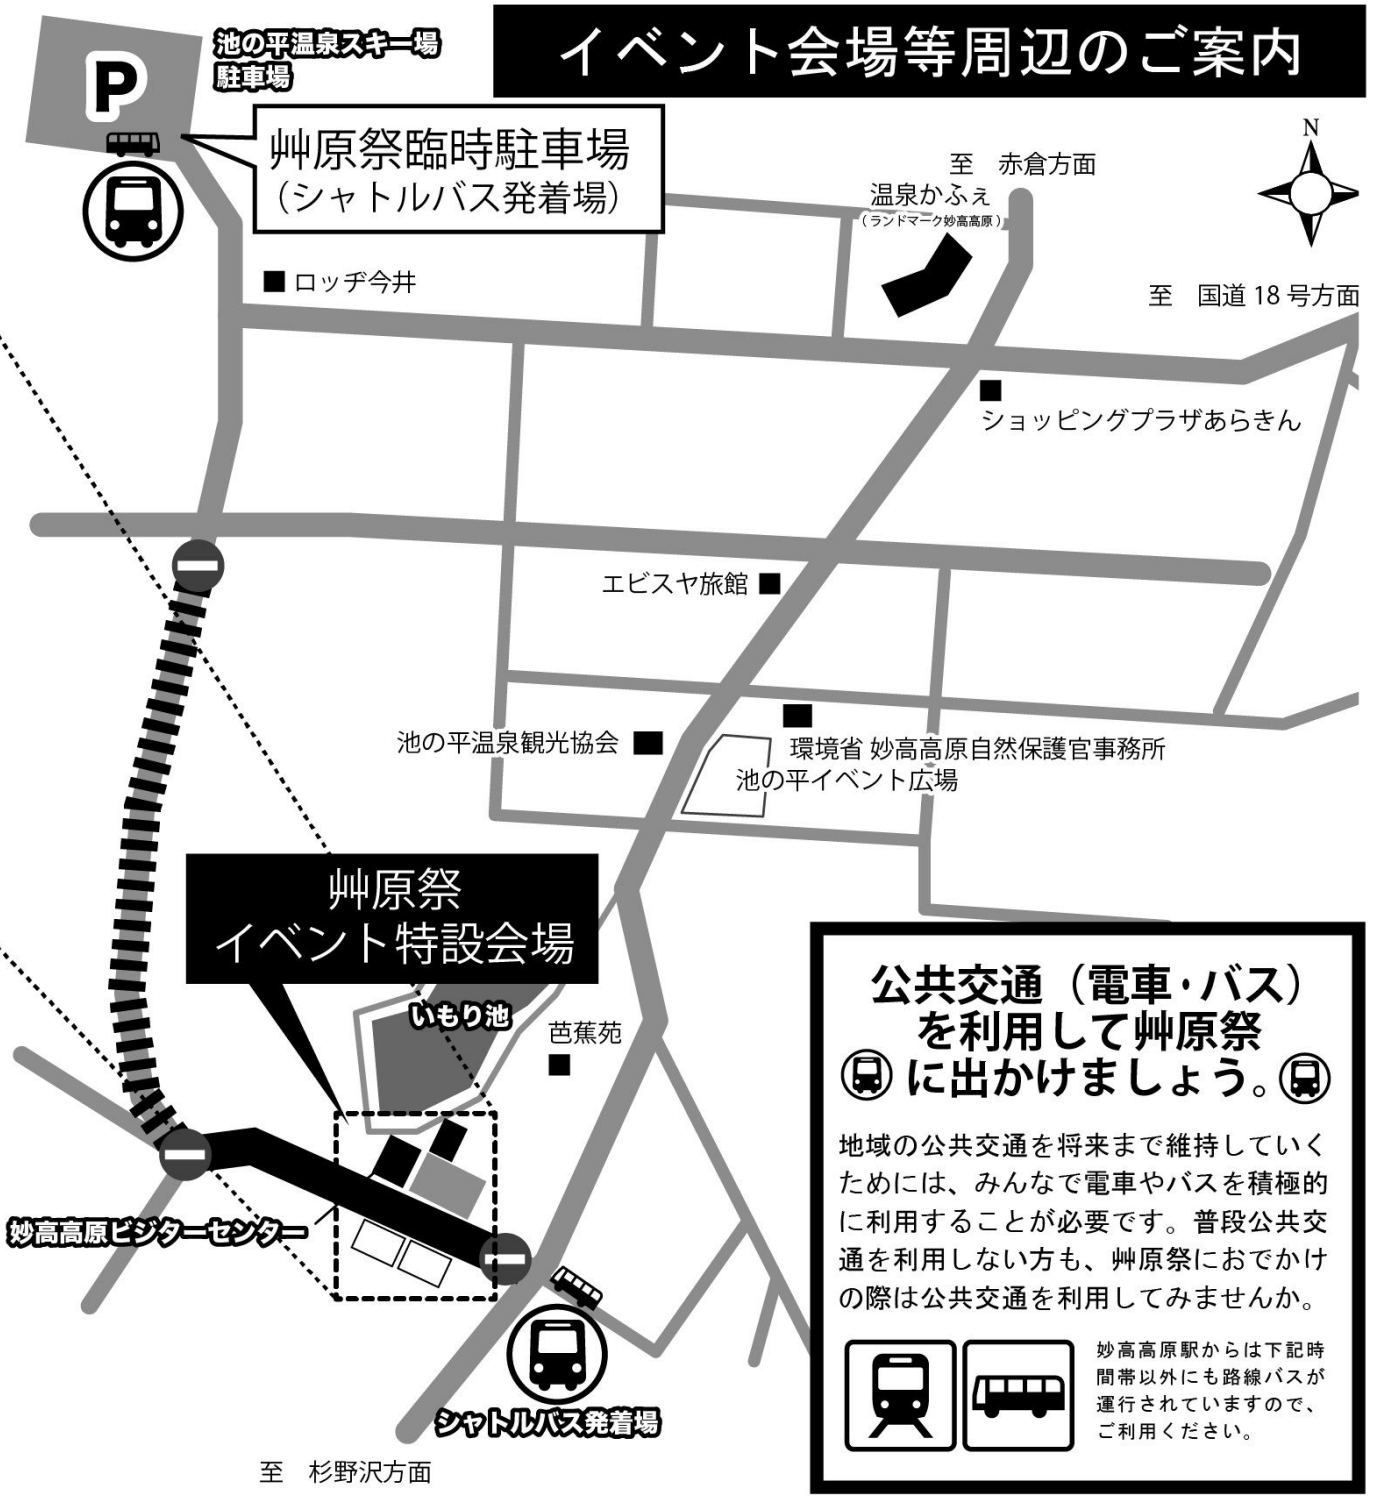 イベント会場等周辺のご案内
P
池の平温泉スキー場
駐車場
艸原祭臨時駐車場
（シャトルバス発着場）
N
至　赤倉方面
温泉かふぇ
（ランドマーク妙高高原）
ロッヂ今井
至　国道 18 号方面
ショッピングプラザあらきん
エビスヤ旅館
池の平温泉観光協会
環境省 妙高高原自然保護官事務所
池の平イベント広場
艸原祭
イベント特設会場
いもり池
芭蕉苑
妙高高原ビジターセンター
シャトルバス発着場
至　杉野沢方面
公共交通（電車・バス）
を利用して艸原祭
に出かけましょう。
地域の公共交通を将来まで維持していく
ためには、みんなで電車やバスを積極的
に利用することが必要です。普段公共交
通を利用しない方も、艸原祭におでかけ
の際は公共交通を利用してみませんか。
妙高高原駅からは下記時
間帯以外にも路線バスが
運行されていますので、
ご利用ください。